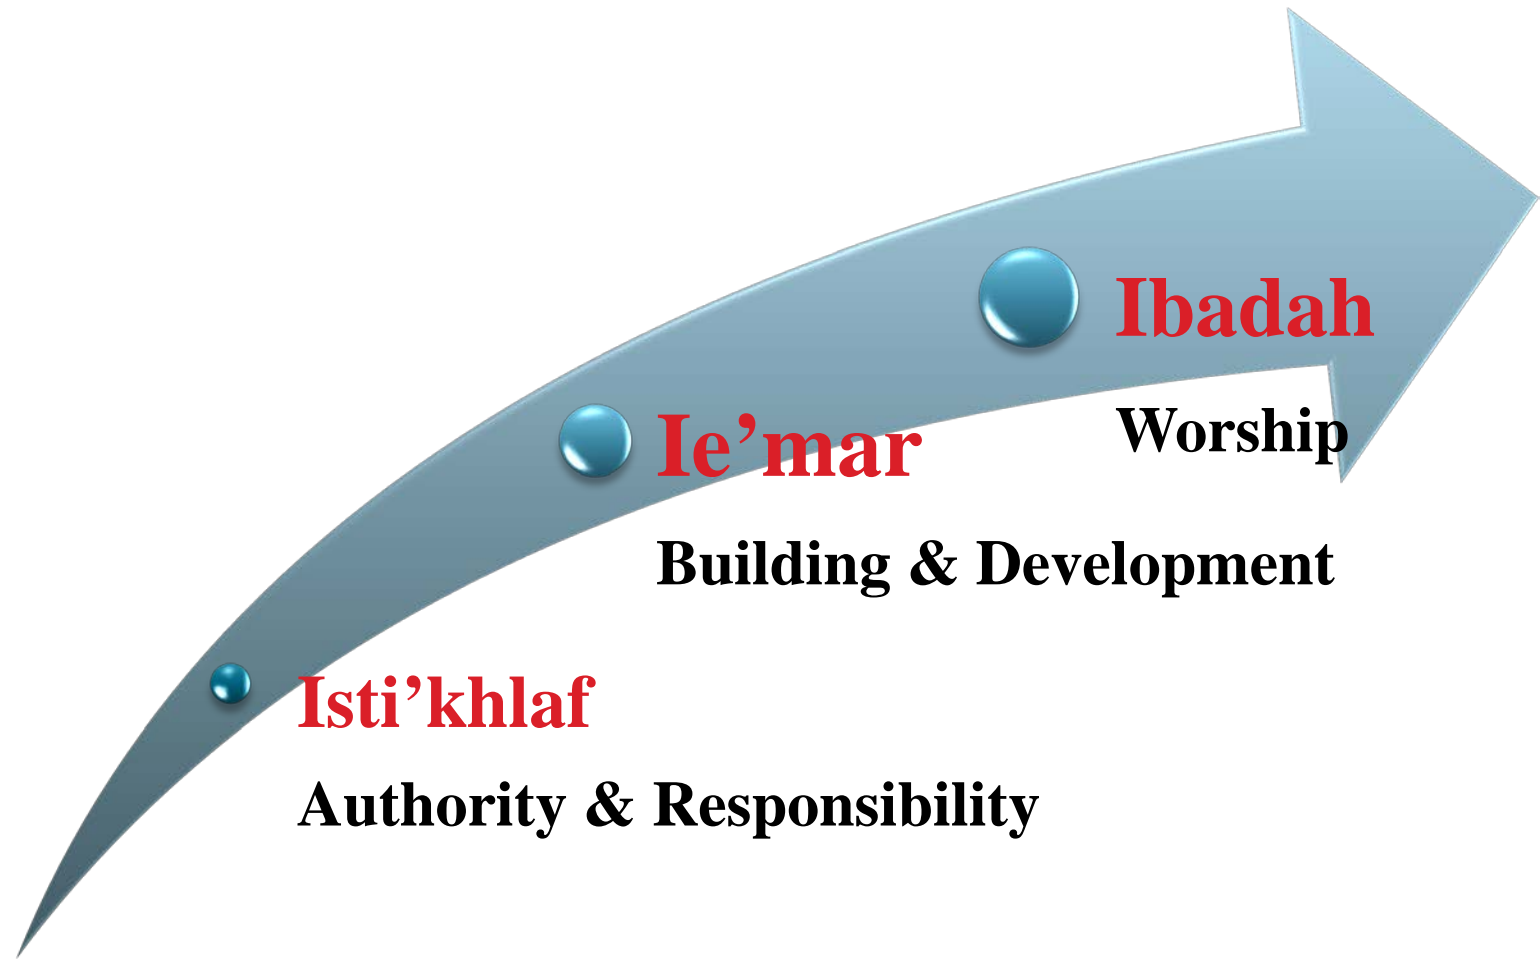 Ibadah
Worship
Ie’mar
Building & Development
Isti’khlaf
Authority & Responsibility